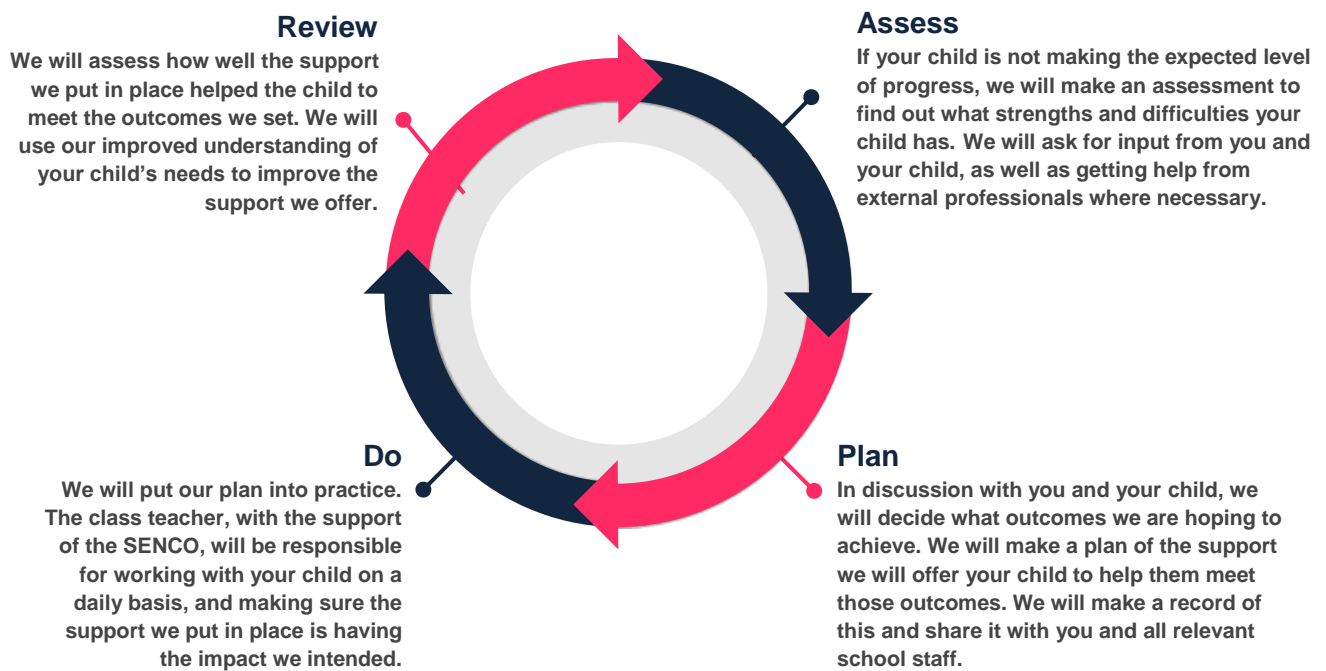 Review
We will assess how well the support
we put in place helped the child to
meet the outcomes we set. We will
use our improved understanding of
your child’s needs to improve the
support we offer.
Assess
If your child is not making the expected level
of progress, we will make an assessment to
find out what strengths and difficulties your
child has. We will ask for input from you and
your child, as well as getting help from
external professionals where necessary.
Do
We will put our plan into practice.
The class teacher, with the support
of the SENCO, will be responsible
for working with your child on a
daily basis, and making sure the
support we put in place is having
the impact we intended.
Plan
In discussion with you and your child, we
will decide what outcomes we are hoping to
achieve. We will make a plan of the support
we will offer your child to help them meet
those outcomes. We will make a record of
this and share it with you and all relevant
school staff.